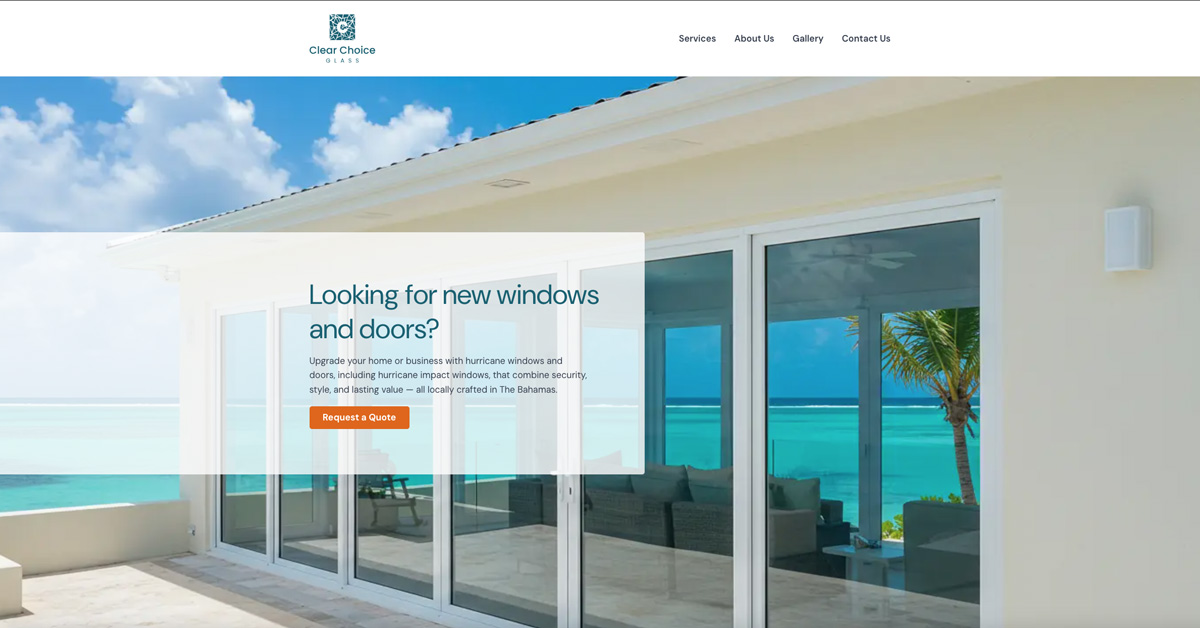 Clear Choice
GLASS
Services
About Us
Gallery
Contact Us
Looking for new windows
and doors?
Upgrade your home or business with hurricane windows and
doors, including hurricane impact windows, that combine security,
style, and lasting value — all locally crafted in The Bahamas.
Request a Quote